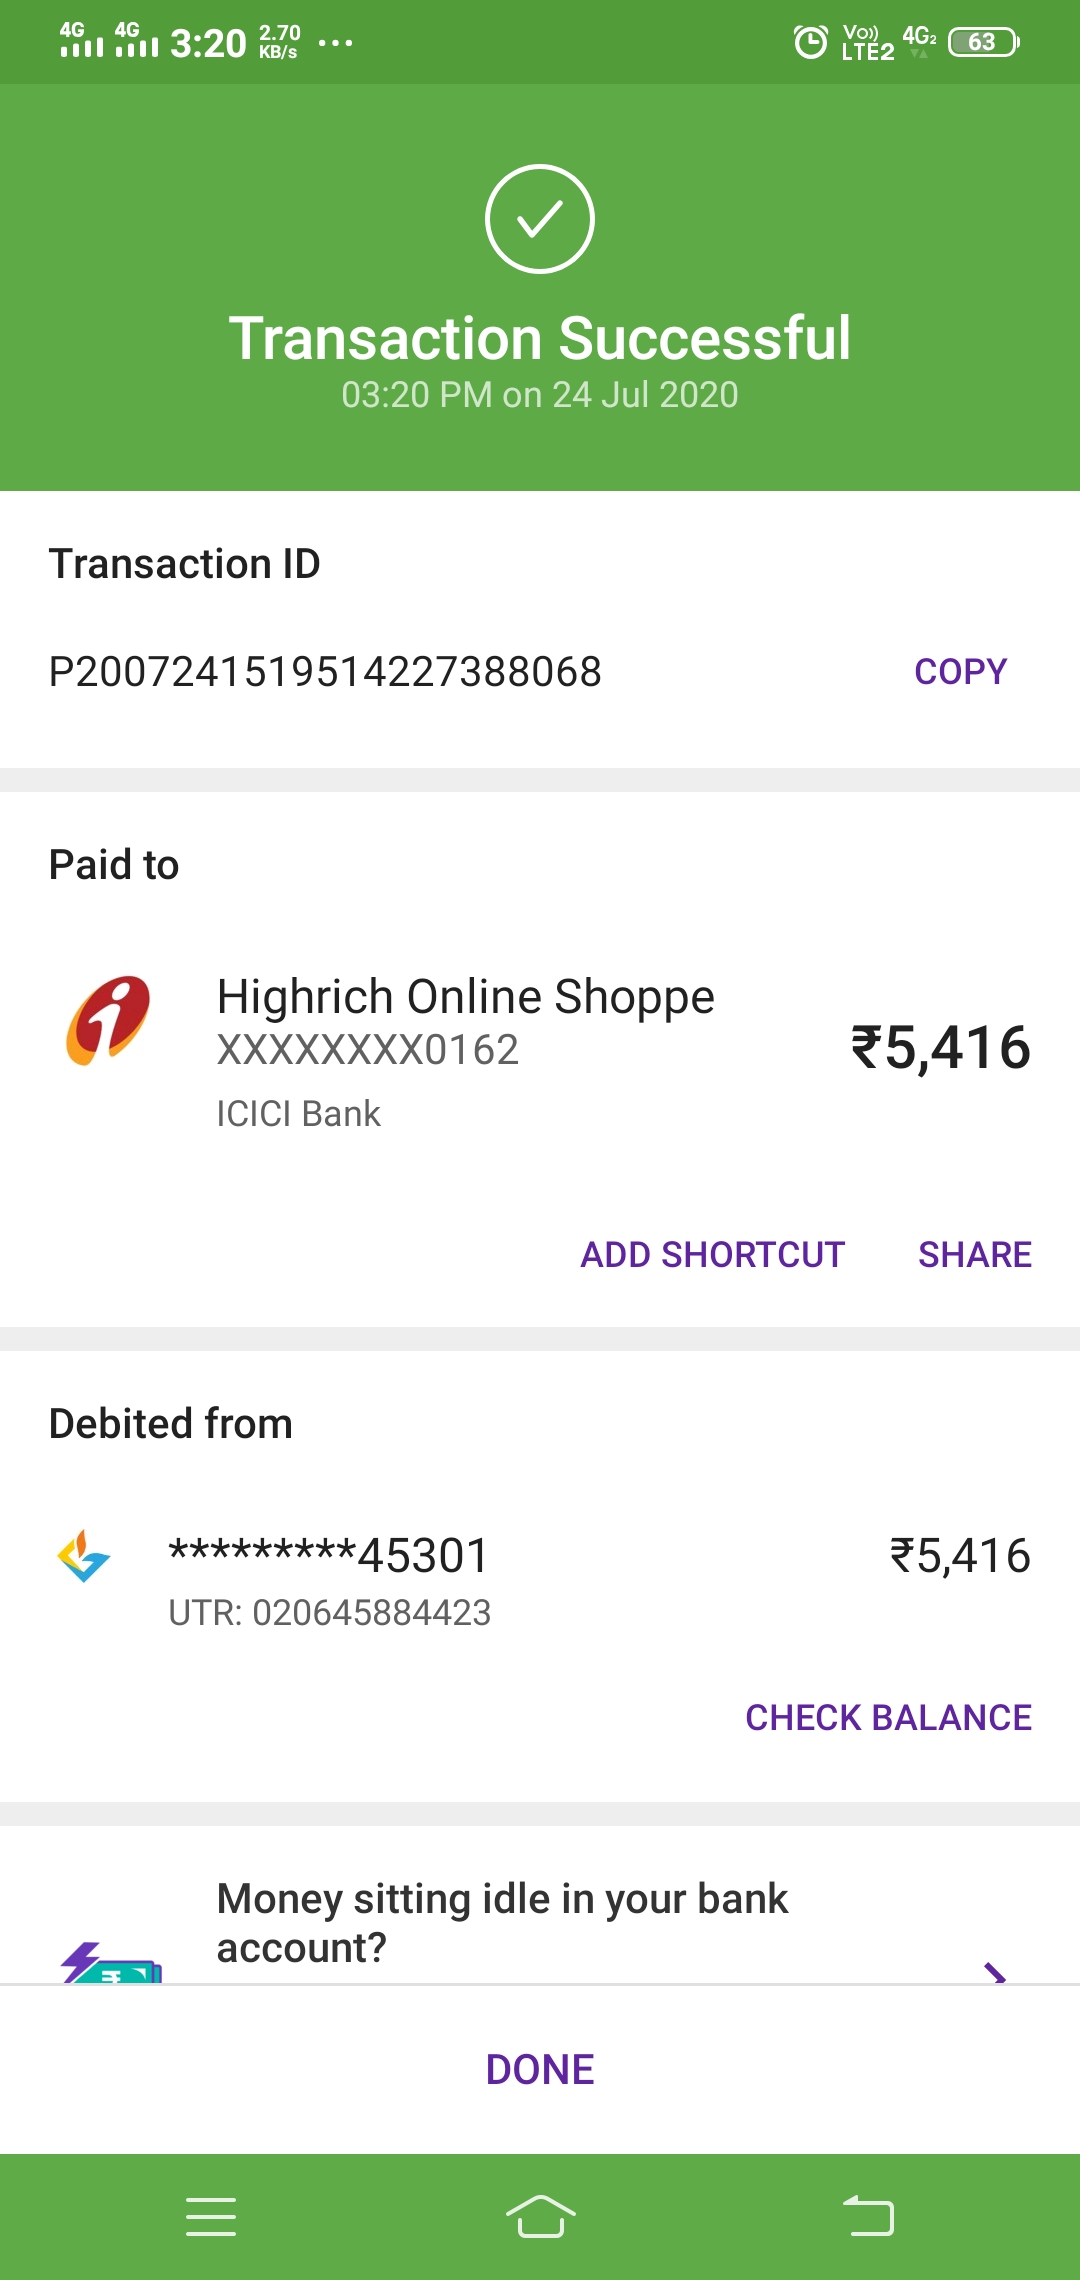 4G 4G 3:20 2.70 KB/s ... Vo)) LTE2 4G2 63
Transaction Successful
03:20 PM on 24 Jul 2020
Transaction ID
P2007241519514227388068 COPY
Paid to
Highrich Online Shoppe
XXXXXXXX0162 ₹5,416
ICICI Bank
ADD SHORTCUT SHARE
Debited from
*********45301 ₹5,416
UTR: 020645884423
CHECK BALANCE
Money sitting idle in your bank
account?
DONE